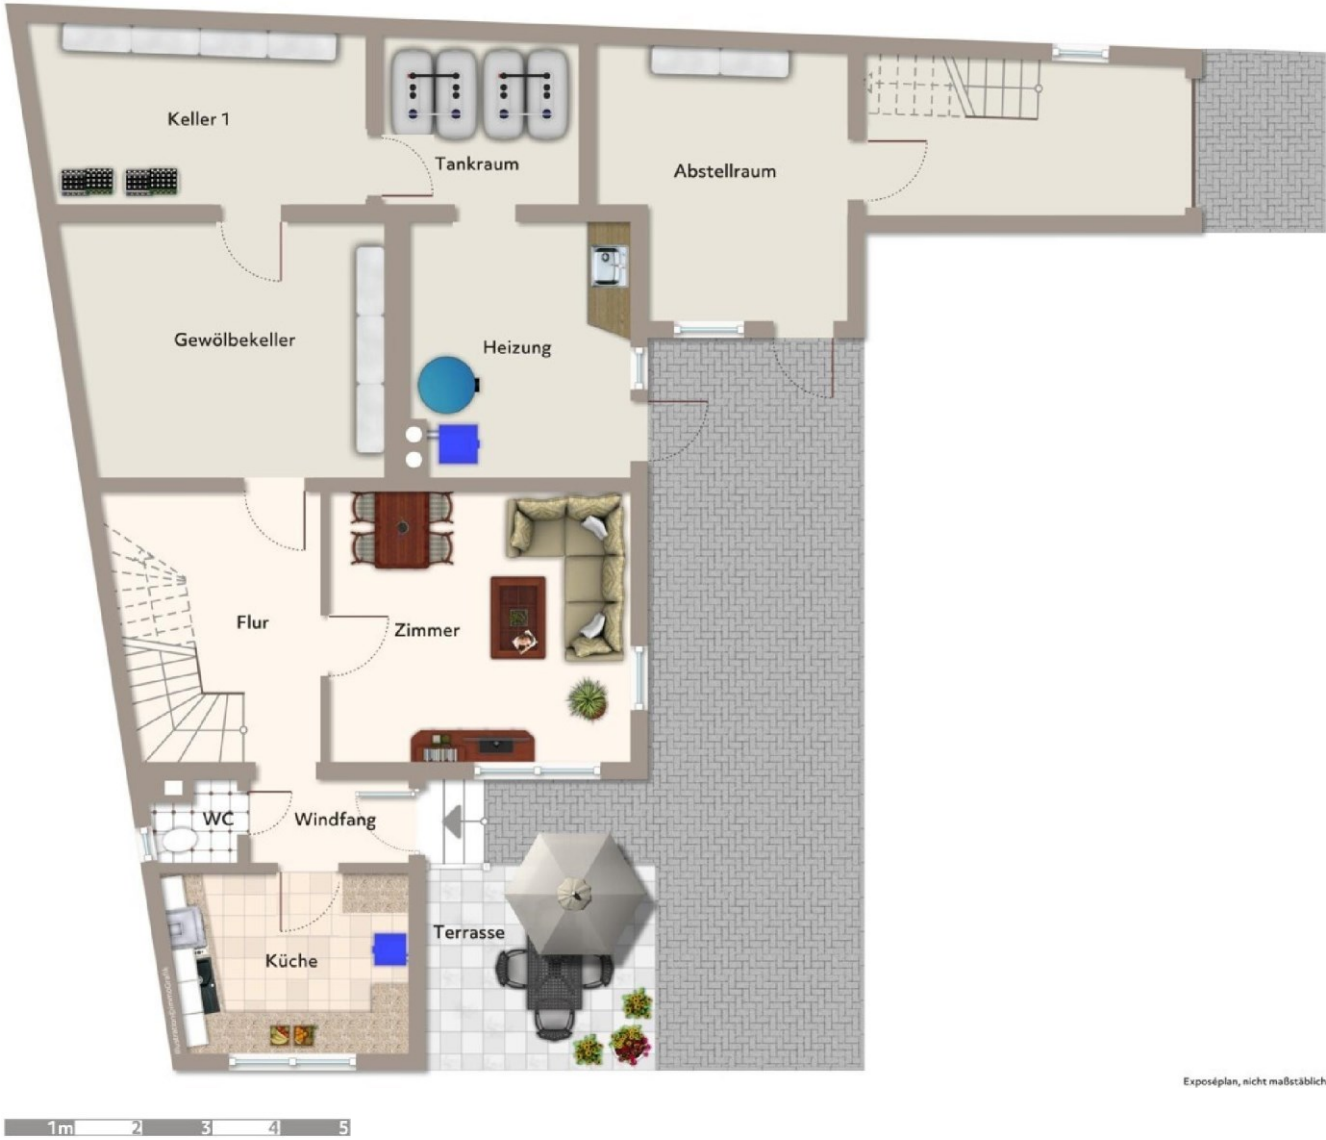 Keller 1
Tankraum
Abstellraum
Gewölbekeller
Heizung
Flur
Zimmer
WC
Windfang
Terrasse
Küche
Exposéplan, nicht maßstäblich
1m 2 3 4 5